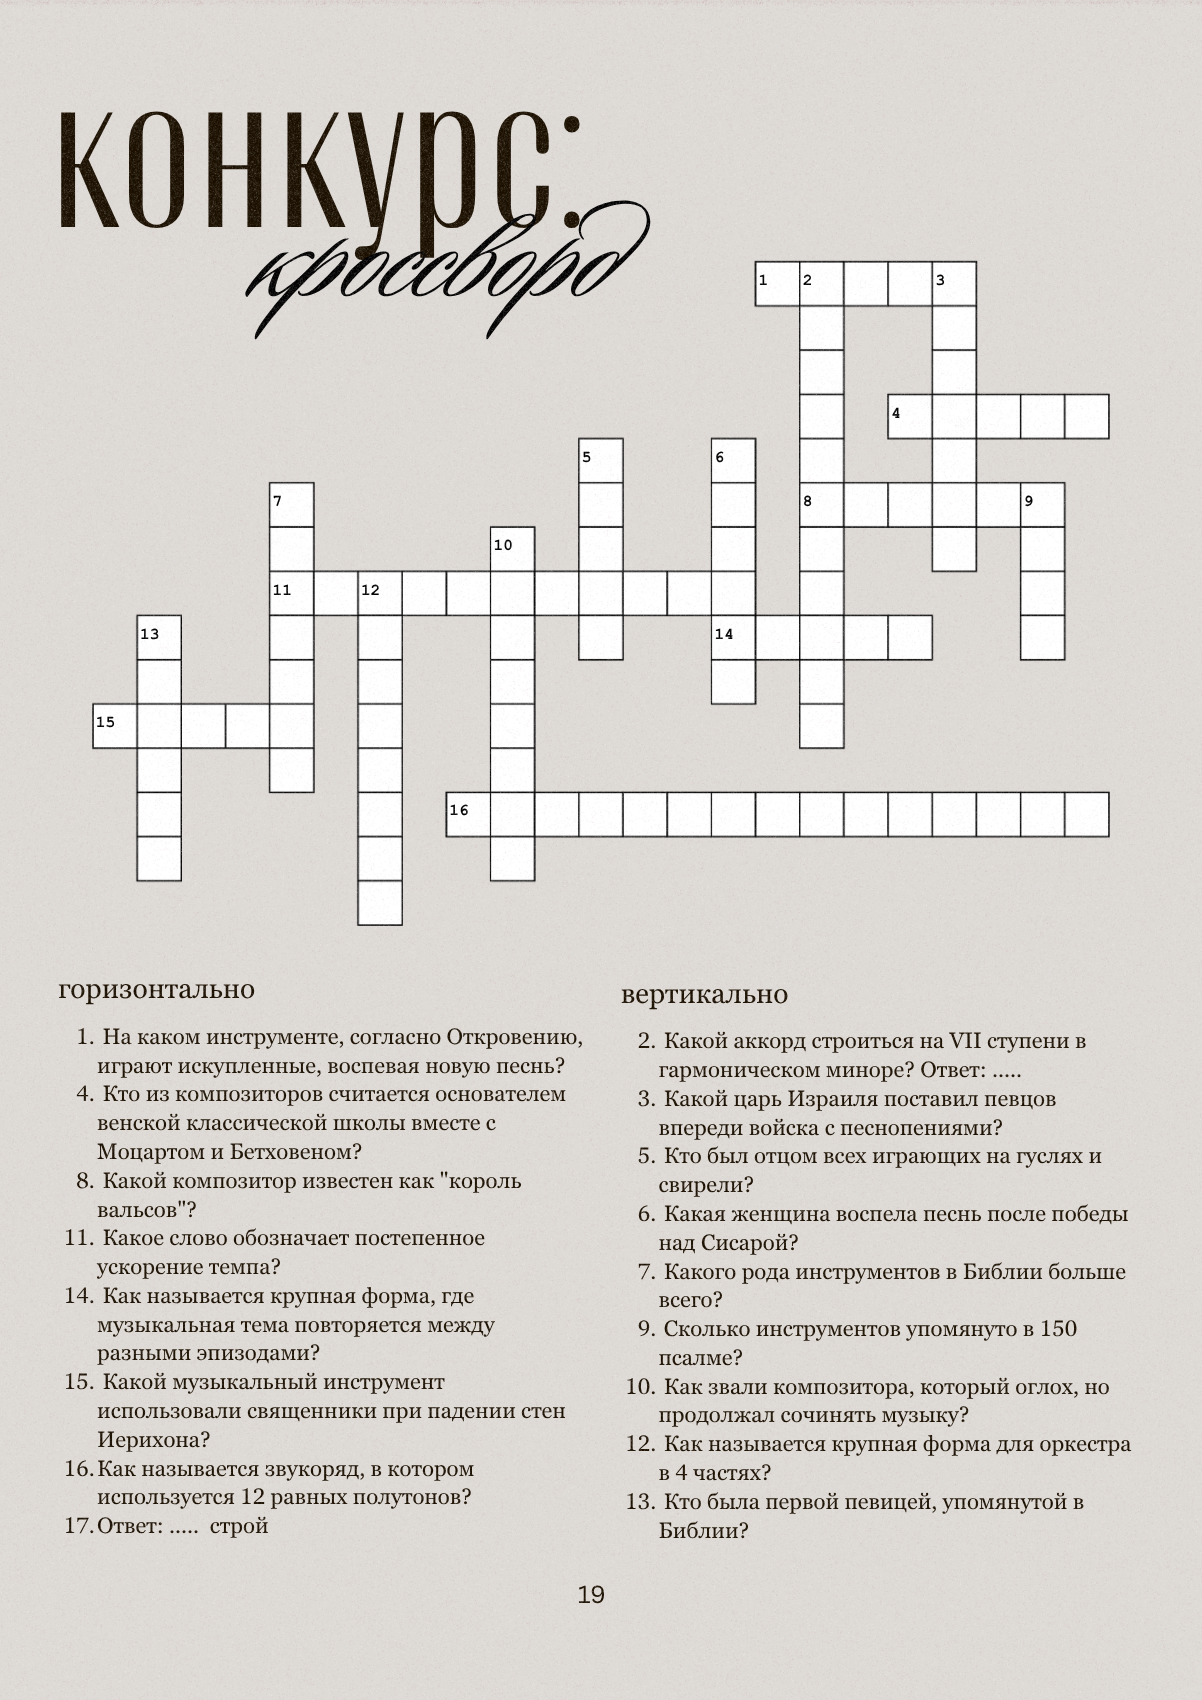 конкурс:
кроссворд
1 2 3
4
5 6
7 8 9
10
11 12
13 14
15
16
горизонтально
1. На каком инструменте, согласно Откровению,
играют искупленные, воспевая новую песнь?
4. Кто из композиторов считается основателем
венской классической школы вместе с
Моцартом и Бетховеном?
8. Какой композитор известен как "король
вальсов"?
11. Какое слово обозначает постепенное
ускорение темпа?
14. Как называется крупная форма, где
музыкальная тема повторяется между
разными эпизодами?
15. Какой музыкальный инструмент
использовали священники при падении стен
Иерихона?
16. Как называется звукоряд, в котором
используется 12 равных полутонов?
17. Ответ: ..... строй
вертикально
2. Какой аккорд строиться на VII ступени в
гармоническом миноре? Ответ: .....
3. Какой царь Израиля поставил певцов
впереди войска с песнопениями?
5. Кто был отцом всех играющих на гуслях и
свирели?
6. Какая женщина воспела песнь после победы
над Сисарой?
7. Какого рода инструментов в Библии больше
всего?
9. Сколько инструментов упомянуто в 150
псалме?
10. Как звали композитора, который оглох, но
продолжал сочинять музыку?
12. Как называется крупная форма для оркестра
в 4 частях?
13. Кто была первой певицей, упомянутой в
Библии?
19